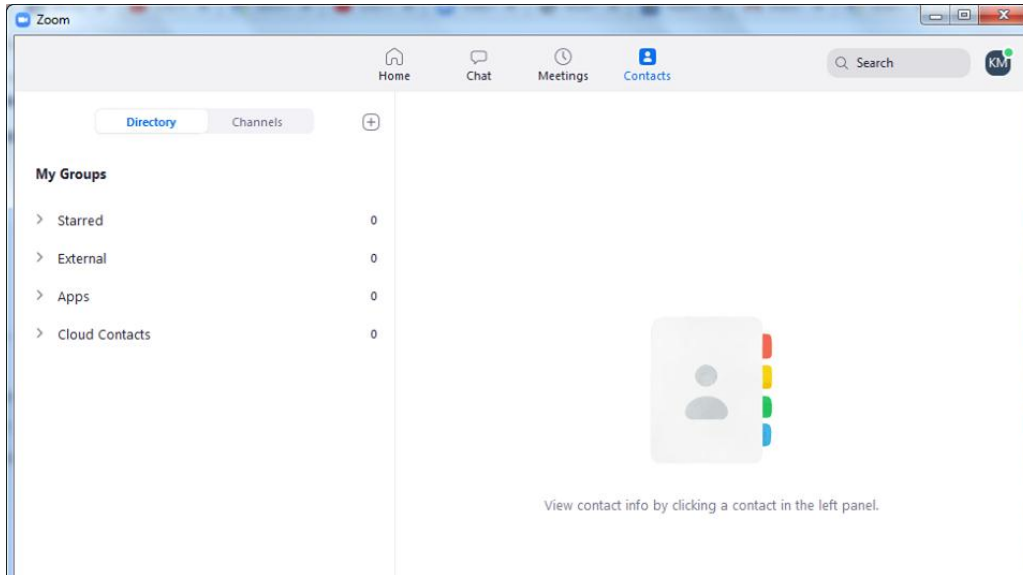 Zoom
Home Chat Meetings Contacts Search KM
Directory Channels
My Groups
Starred 0
External 0
Apps 0
Cloud Contacts 0
View contact info by clicking a contact in the left panel.